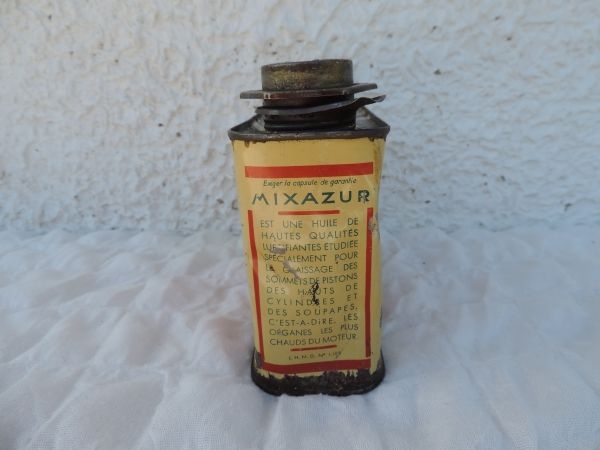 Exiger la capsule de garantie
MIXAZUR
EST UNE HUILE DE
HAUTES QUALITÉS
LUBRIFIANTES ÉTUDIÉE
SPÉCIALEMENT POUR
LE GRAISSAGE DES
SOMMETS DE PISTONS
DES HAUTS DE
CYLINDRES ET
DES SOUPAPES,
C'EST-A-DIRE, LES
ORGANES LES PLUS
CHAUDS DU MOTEUR.